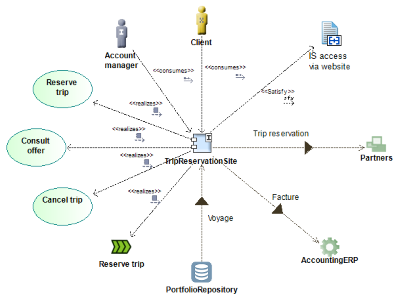 Account
manager
Client
IS access
via website
<<consumes>>
<<consumes>>
<<Satisfy>>
sfy
Reserve
trip
<<realizes>>
Consult
offer
<<realizes>>
Trip reservation
TripReservationSite
Partners
<<realizes>>
<<realizes>>
Cancel trip
Voyage
Facture
Reserve trip
AccountingERP
PortfolioRepository